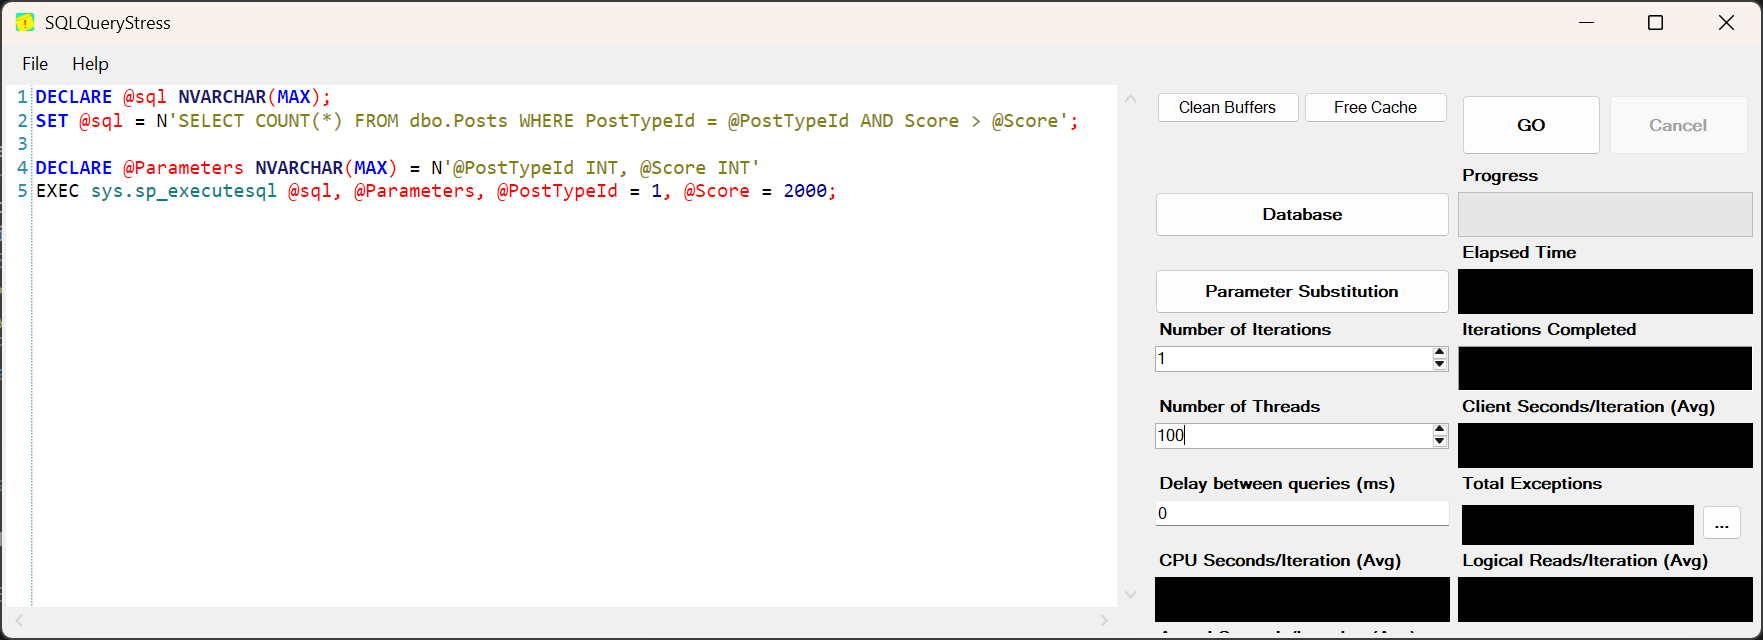 SQLQueryStress
File Help
1 DECLARE @sql NVARCHAR(MAX);
2 SET @sql = N'SELECT COUNT(*) FROM dbo.Posts WHERE PostTypeId = @PostTypeId AND Score > @Score';
3
4 DECLARE @Parameters NVARCHAR(MAX) = N'@PostTypeId INT, @Score INT'
5 EXEC sys.sp_executesql @sql, @Parameters, @PostTypeId = 1, @Score = 2000;
Clean Buffers
Free Cache
Database
Parameter Substitution
Number of Iterations
1
Number of Threads
100
Delay between queries (ms)
0
CPU Seconds/Iteration (Avg)
GO
Cancel
Progress
Elapsed Time
Iterations Completed
Client Seconds/Iteration (Avg)
Total Exceptions
...
Logical Reads/Iteration (Avg)